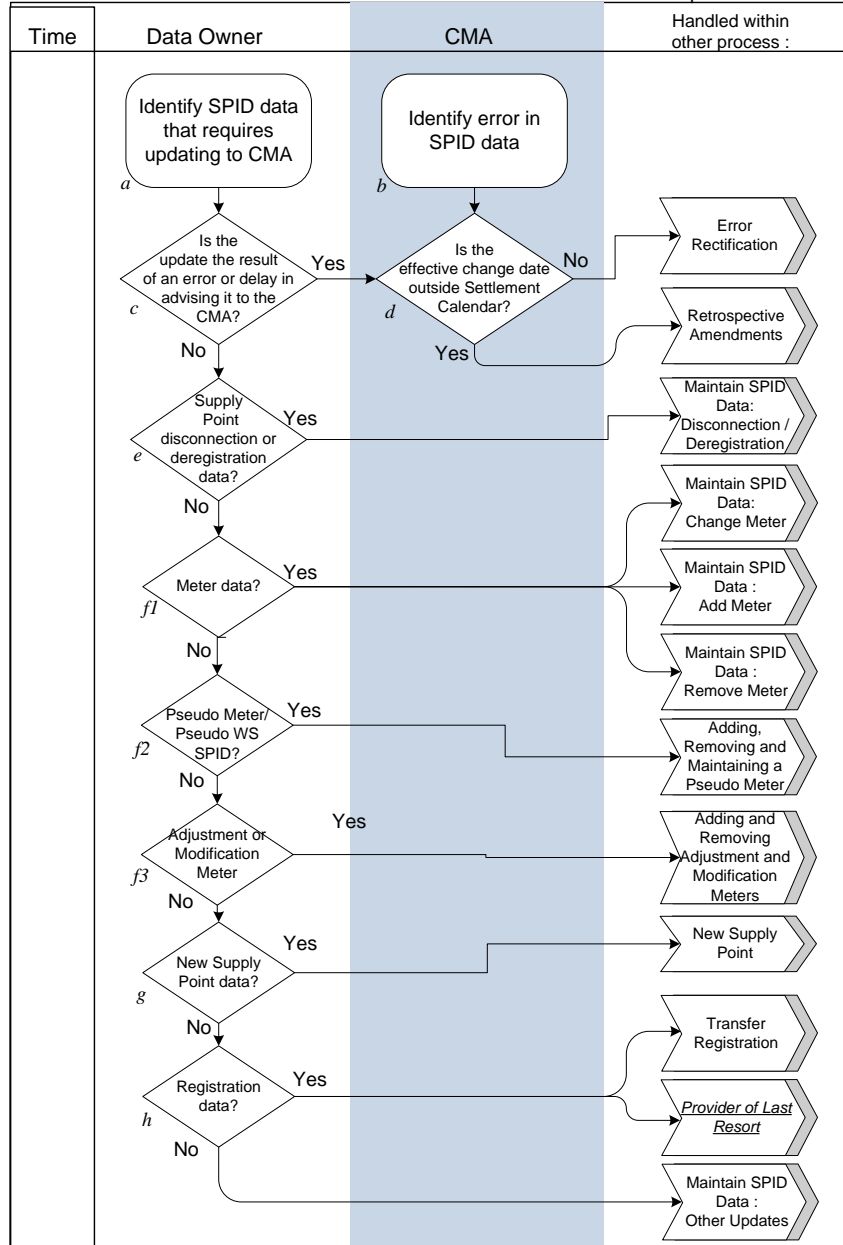 Time
Data Owner
CMA
Handled within
other process :
Identify SPID data
that requires
updating to CMA
a
Identify error in
SPID data
b
Is the
update the result
of an error or delay in
advising it to the
CMA?
c
Yes
No
Is the
effective change date
outside Settlement
Calendar?
d
No
Yes
Error
Rectification
Retrospective
Amendments
Supply
Point
disconnection or
deregistration
data?
e
Yes
No
Maintain SPID
Data:
Disconnection /
Deregistration
Meter data?
f1
Yes
No
Maintain SPID
Data:
Change Meter
Maintain SPID
Data :
Add Meter
Maintain SPID
Data :
Remove Meter
Pseudo Meter/
Pseudo WS
SPID?
f2
Yes
No
Adding,
Removing and
Maintaining a
Pseudo Meter
Adjustment or
Modification
Meter
f3
Yes
No
Adding and
Removing
Adjustment and
Modification
Meters
New Supply
Point data?
g
Yes
No
New Supply
Point
Registration
data?
h
Yes
No
Transfer
Registration
Provider of Last
Resort
Maintain SPID
Data :
Other Updates